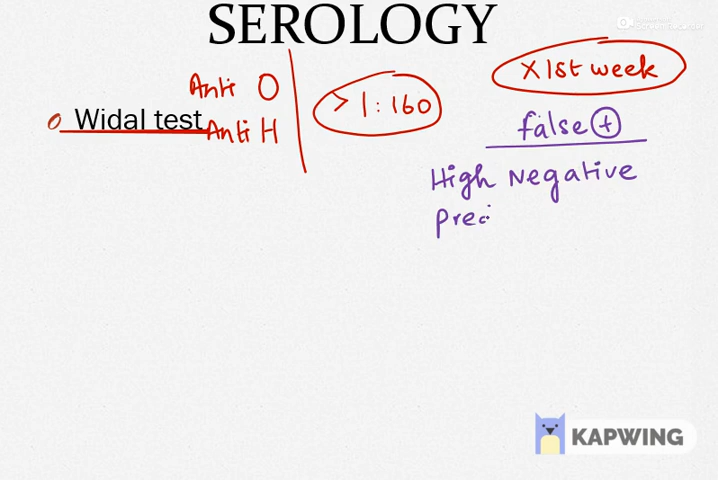 SEROLOGY
Anti O
Widal test Anti H
> 1:160
X 1st week
false +
High Negative
KAPWING